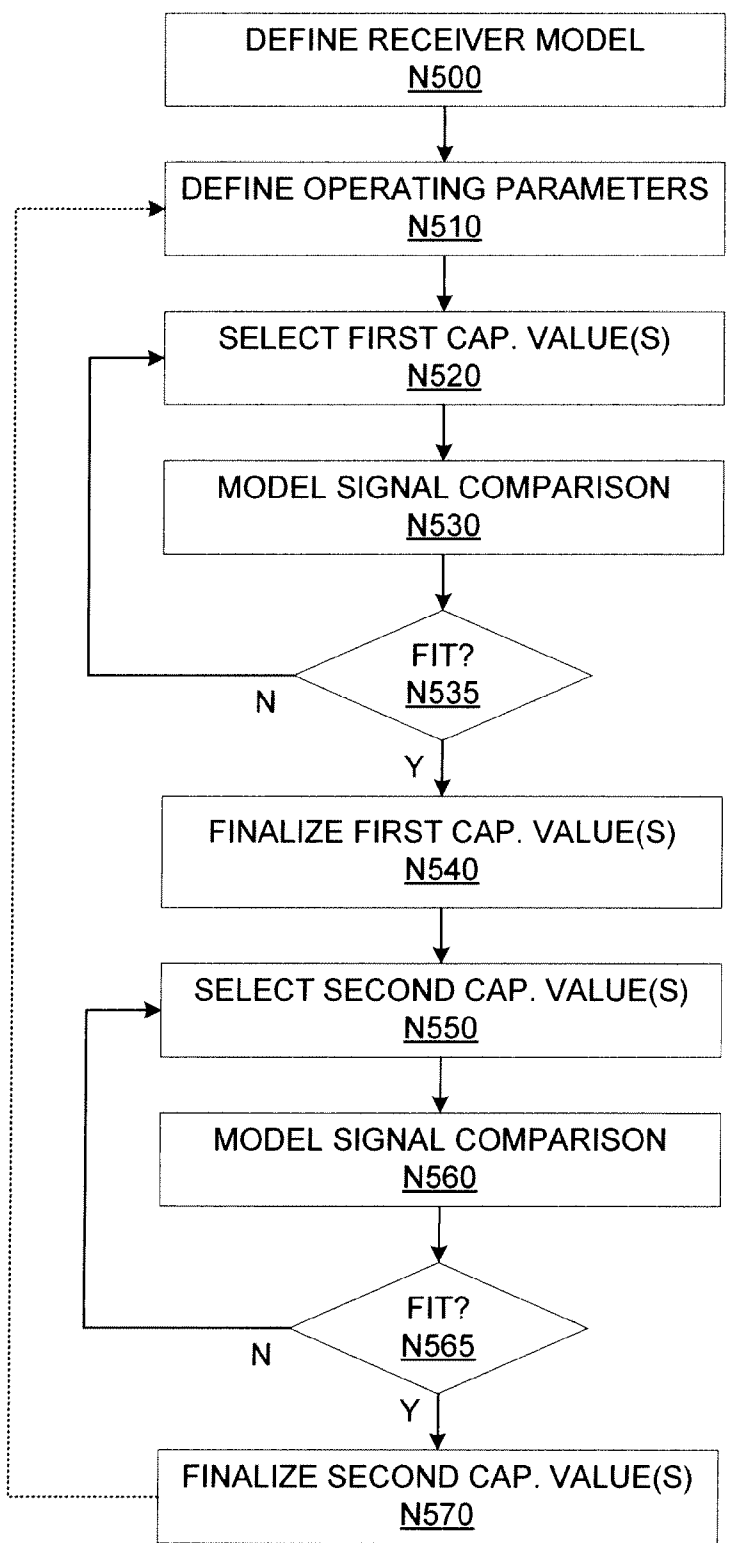 DEFINE RECEIVER MODEL
N500
DEFINE OPERATING PARAMETERS
N510
SELECT FIRST CAP. VALUE(S)
N520
MODEL SIGNAL COMPARISON
N530
FIT?
N535
N
Y
FINALIZE FIRST CAP. VALUE(S)
N540
SELECT SECOND CAP. VALUE(S)
N550
MODEL SIGNAL COMPARISON
N560
FIT?
N565
N
Y
FINALIZE SECOND CAP. VALUE(S)
N570